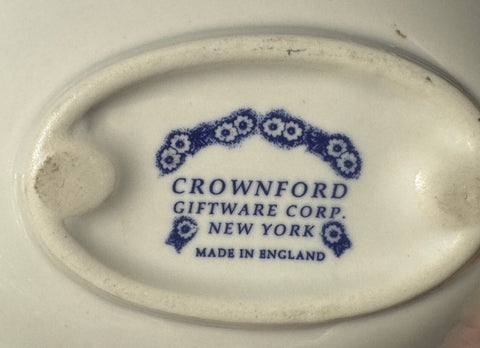 CROWNFORD
GIFTWARE CORP.
NEW YORK
MADE IN ENGLAND